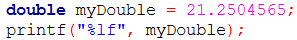 double myDouble = 21.2504565;
printf("%lf", myDouble);